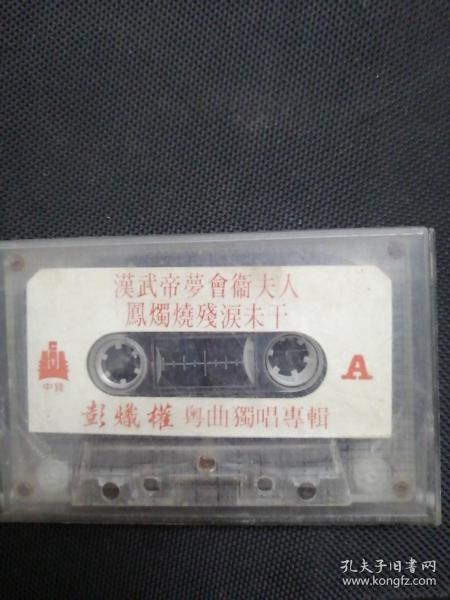 漢武帝夢會衞夫人
鳳燭燒殘淚未干
中録
A
彭熾權 粵曲獨唱專輯
孔夫子旧书网
www.kongfz.com